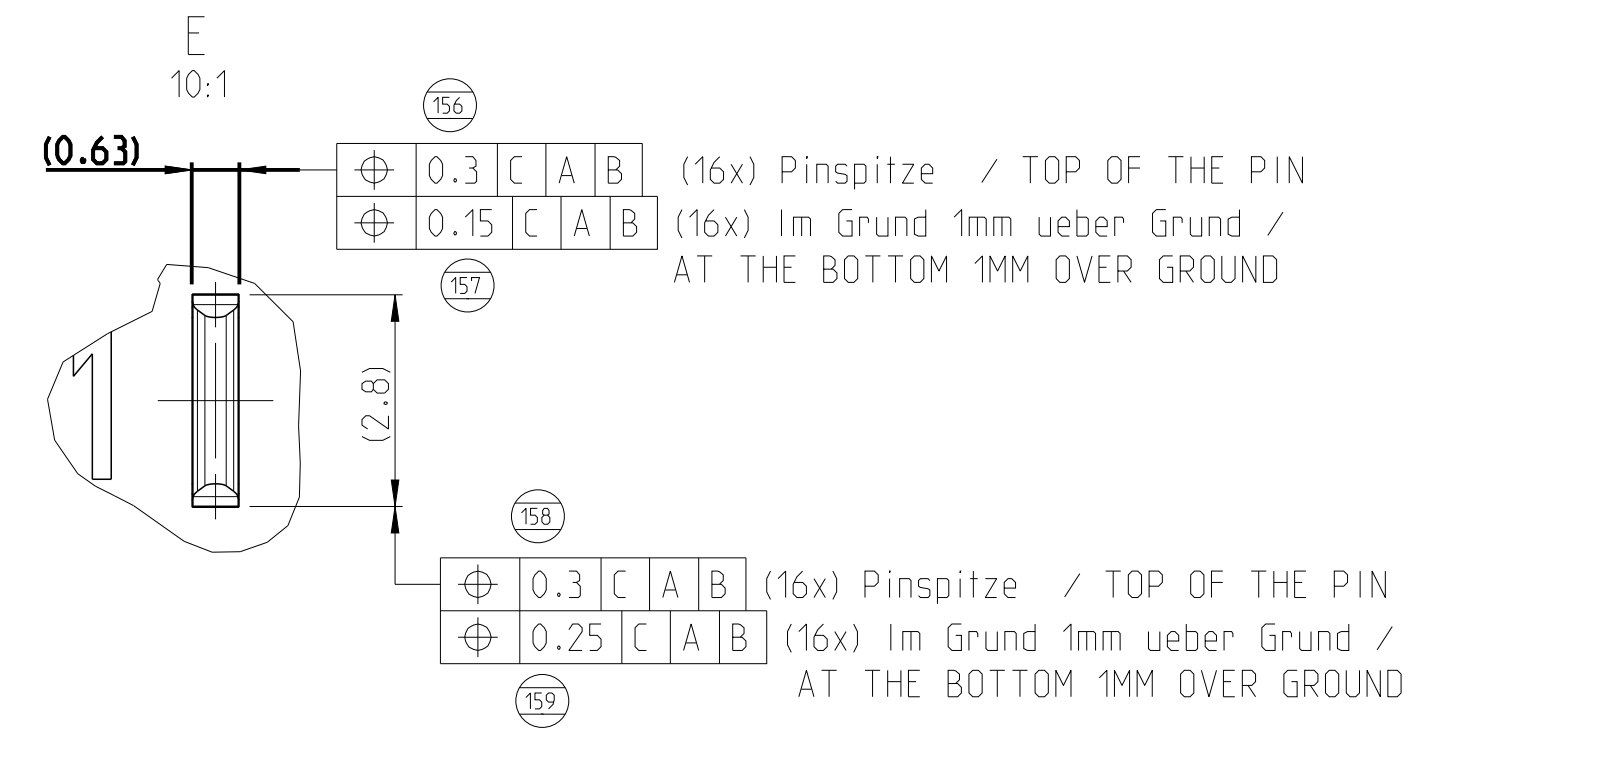 E
10:1
156
(0.63)
⌖ 0.3 C A B (16x) Pinspitze / TOP OF THE PIN
⌖ 0.15 C A B (16x) Im Grund 1mm ueber Grund /
AT THE BOTTOM 1MM OVER GROUND
157
1
(2.8)
158
⌖ 0.3 C A B (16x) Pinspitze / TOP OF THE PIN
⌖ 0.25 C A B (16x) Im Grund 1mm ueber Grund /
AT THE BOTTOM 1MM OVER GROUND
159